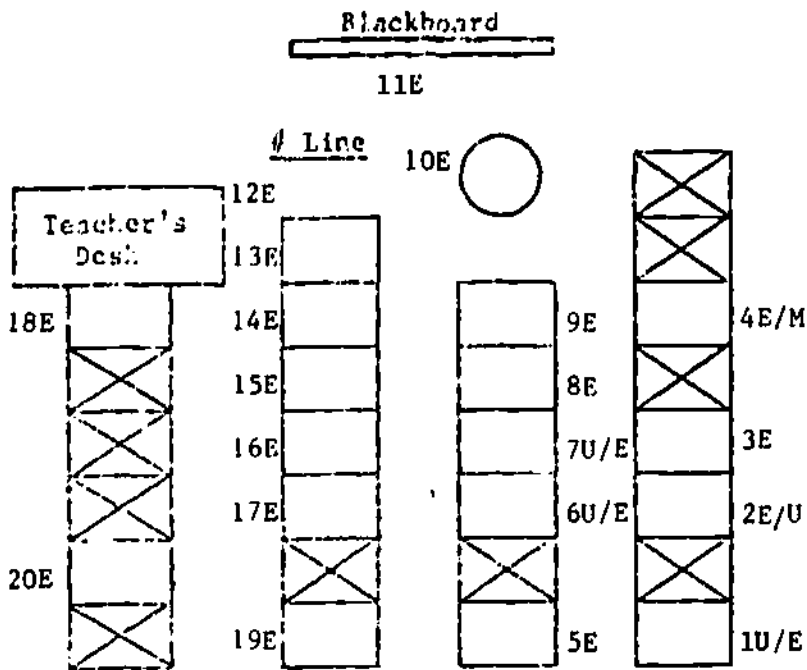 Blackboard
11E
# Line
10E
12E
Teacher's
Desk
13E
18E
14E
9E
4E/M
15E
8E
16E
7U/E
3E
17E
6U/E
2E/U
20E
19E
5E
1U/E